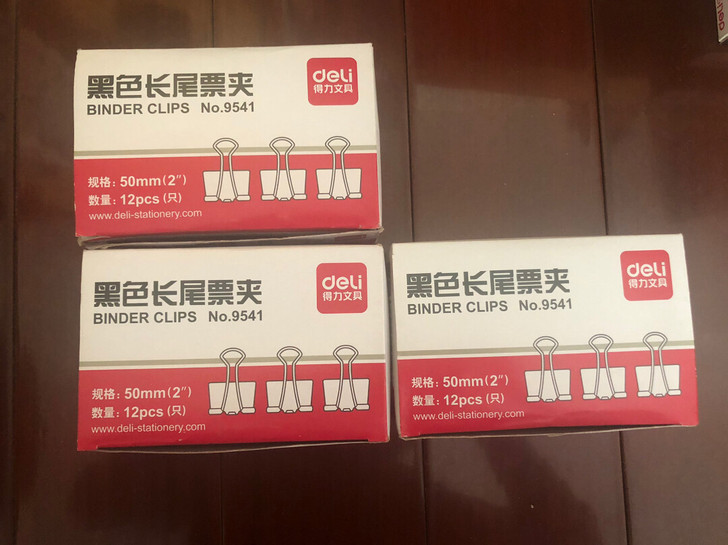 黑色长尾票夹
BINDER CLIPS No.9541
deli
得力文具
规格: 50mm(2")
数量: 12pcs (只)
www.deli-stationery.com
黑色长尾票夹
BINDER CLIPS No.9541
deli
得力文具
规格: 50mm(2")
数量: 12pcs (只)
www.deli-stationery.com
黑色长尾票夹
BINDER CLIPS No.9541
deli
得力文具
规格: 50mm(2")
数量: 12pcs (只)
www.deli-stationery.com